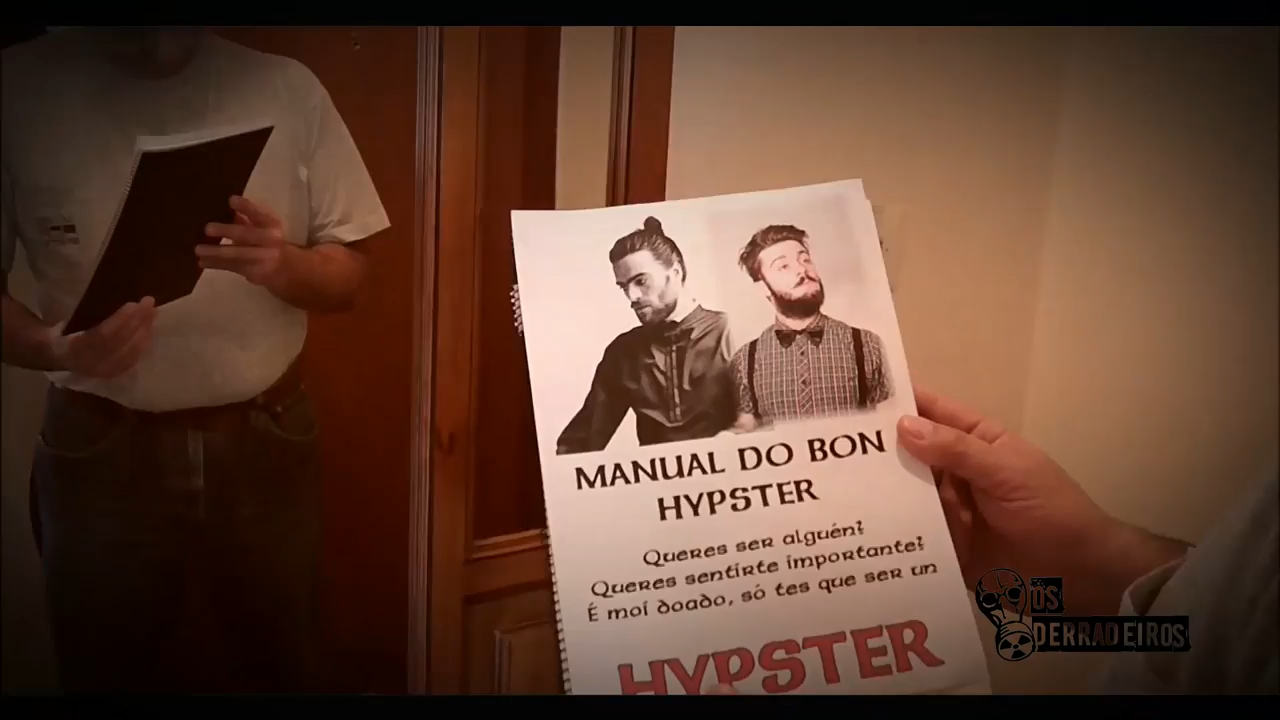 MANUAL DO BON
HYPSTER
Queres ser alguén?
Queres sentirte importante?
É moi doado, só tes que ser un
HYPSTER
OS
DERRADEIROS